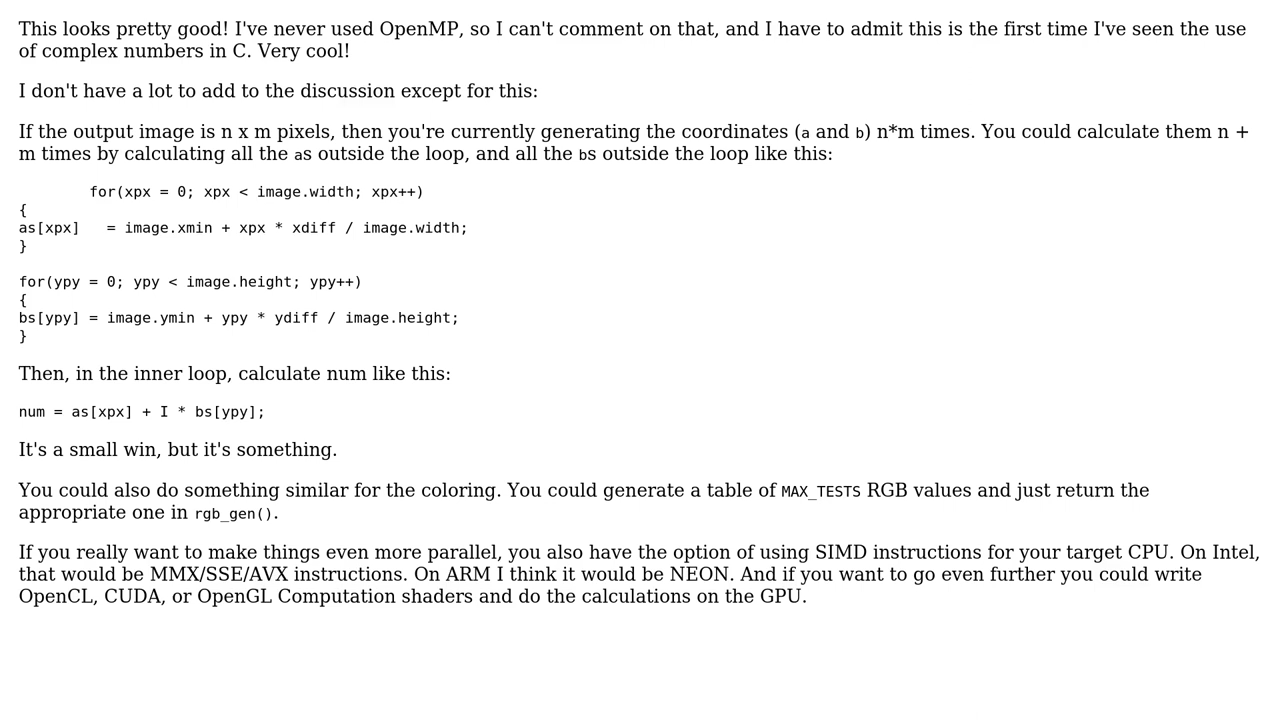 This looks pretty good! I've never used OpenMP, so I can't comment on that, and I have to admit this is the first time I've seen the use
of complex numbers in C. Very cool!
I don't have a lot to add to the discussion except for this:
If the output image is n x m pixels, then you're currently generating the coordinates (a and b) n*m times. You could calculate them n +
m times by calculating all the as outside the loop, and all the bs outside the loop like this:
        for(xpx = 0; xpx < image.width; xpx++)
{
as[xpx]   = image.xmin + xpx * xdiff / image.width;
}
for(ypy = 0; ypy < image.height; ypy++)
{
bs[ypy] = image.ymin + ypy * ydiff / image.height;
}
Then, in the inner loop, calculate num like this:
num = as[xpx] + I * bs[ypy];
It's a small win, but it's something.
You could also do something similar for the coloring. You could generate a table of MAX_TESTS RGB values and just return the
appropriate one in rgb_gen().
If you really want to make things even more parallel, you also have the option of using SIMD instructions for your target CPU. On Intel,
that would be MMX/SSE/AVX instructions. On ARM I think it would be NEON. And if you want to go even further you could write
OpenCL, CUDA, or OpenGL Computation shaders and do the calculations on the GPU.